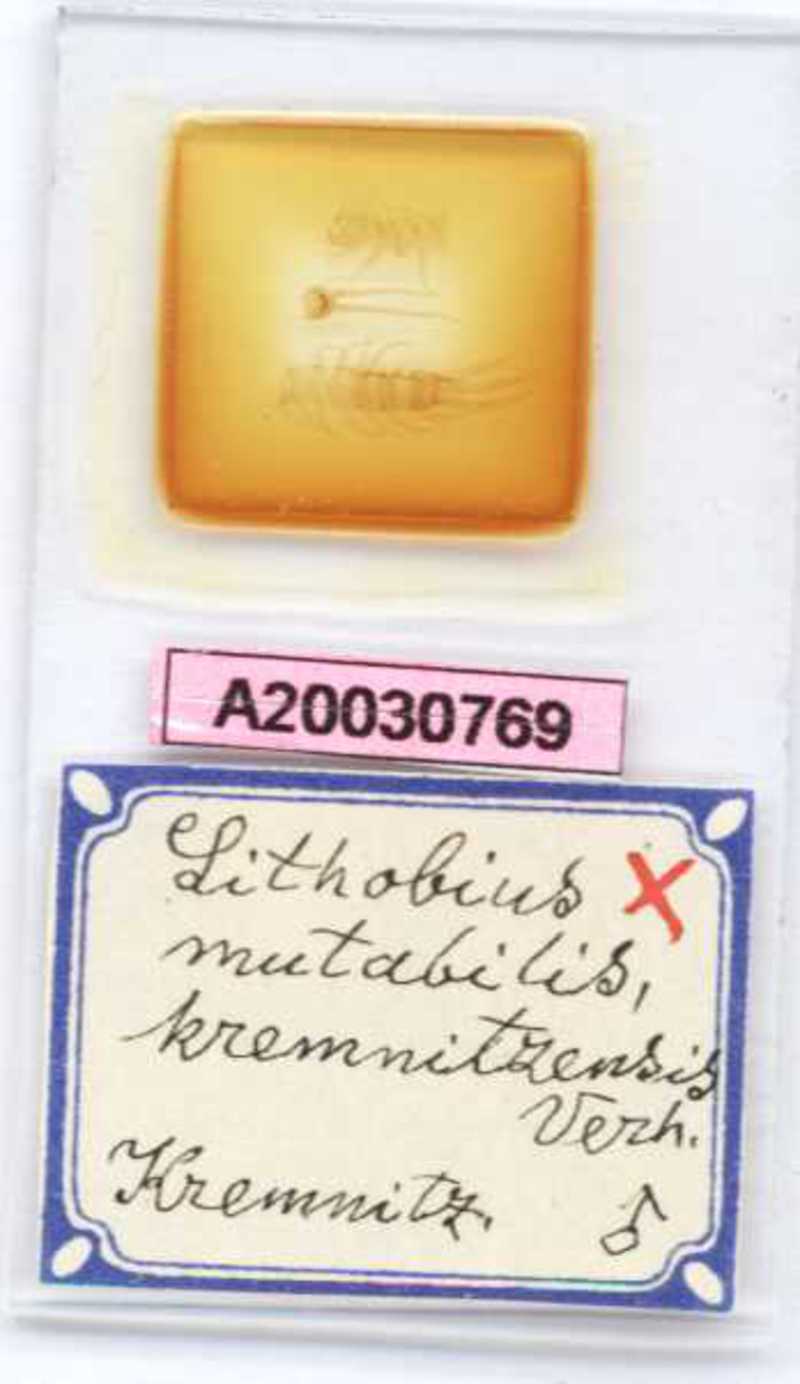 A20030769
Lithobius X
mutabilis,
kremnitzensis
Verh.
Kremnitz. ♂